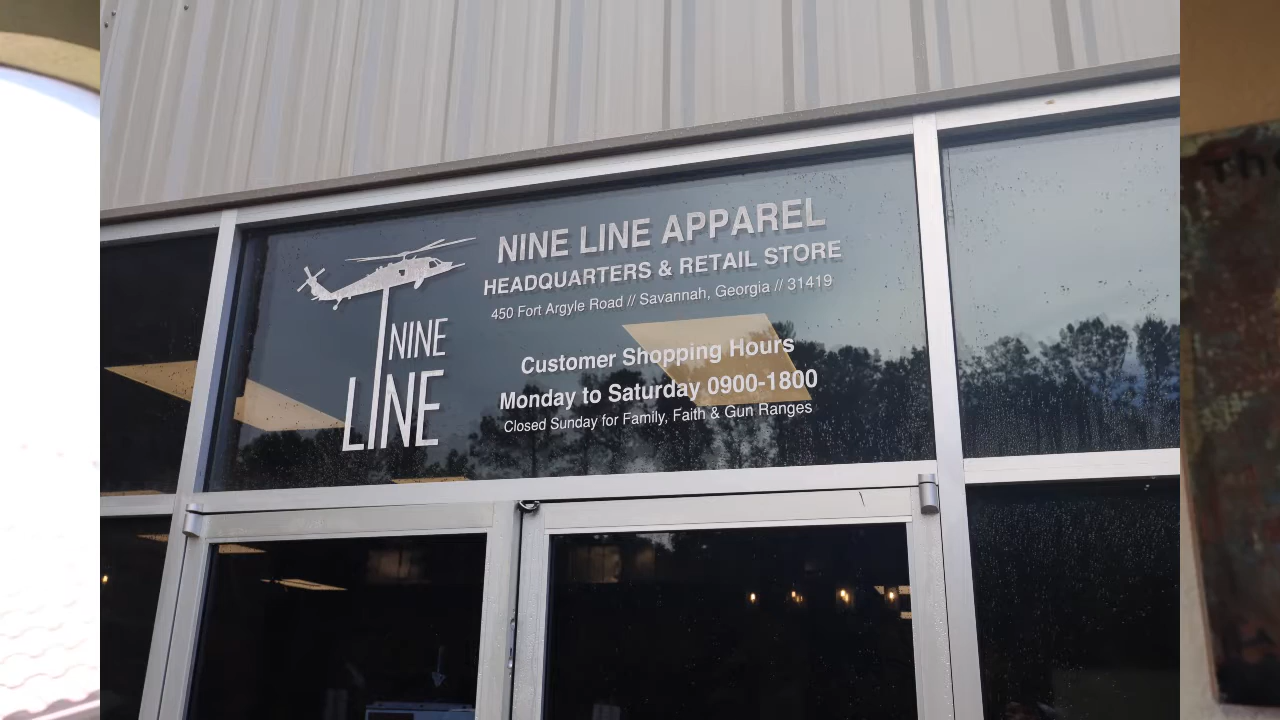 NINE LINE APPAREL
HEADQUARTERS & RETAIL STORE
450 Fort Argyle Road // Savannah, Georgia // 31419
NINE
LINE
Customer Shopping Hours
Monday to Saturday 0900-1800
Closed Sunday for Family, Faith & Gun Ranges